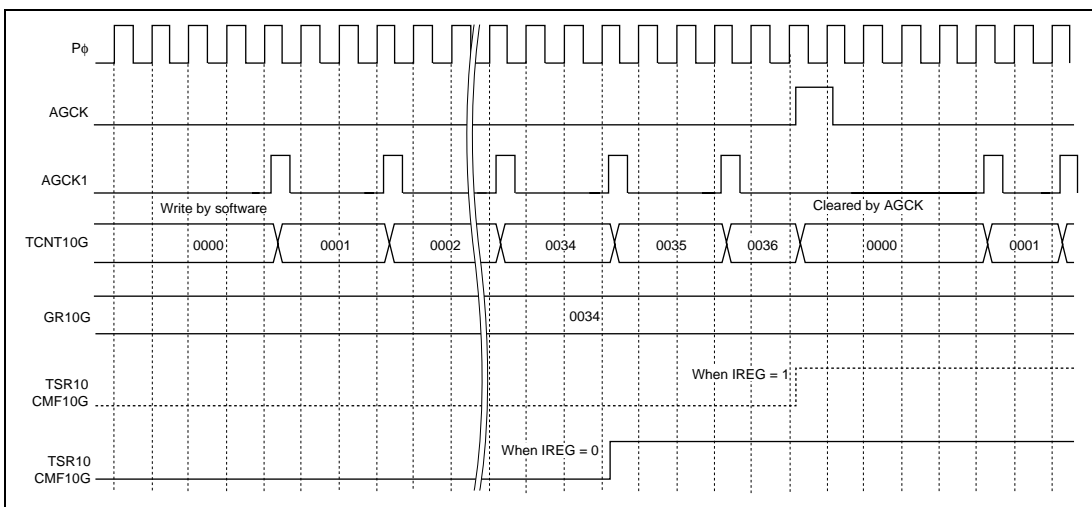 Pϕ
AGCK
AGCK1
Write by software
Cleared by AGCK
TCNT10G
0000
0001
0002
0034
0035
0036
0000
0001
GR10G
0034
TSR10
CMF10G
When IREG = 1
TSR10
CMF10G
When IREG = 0